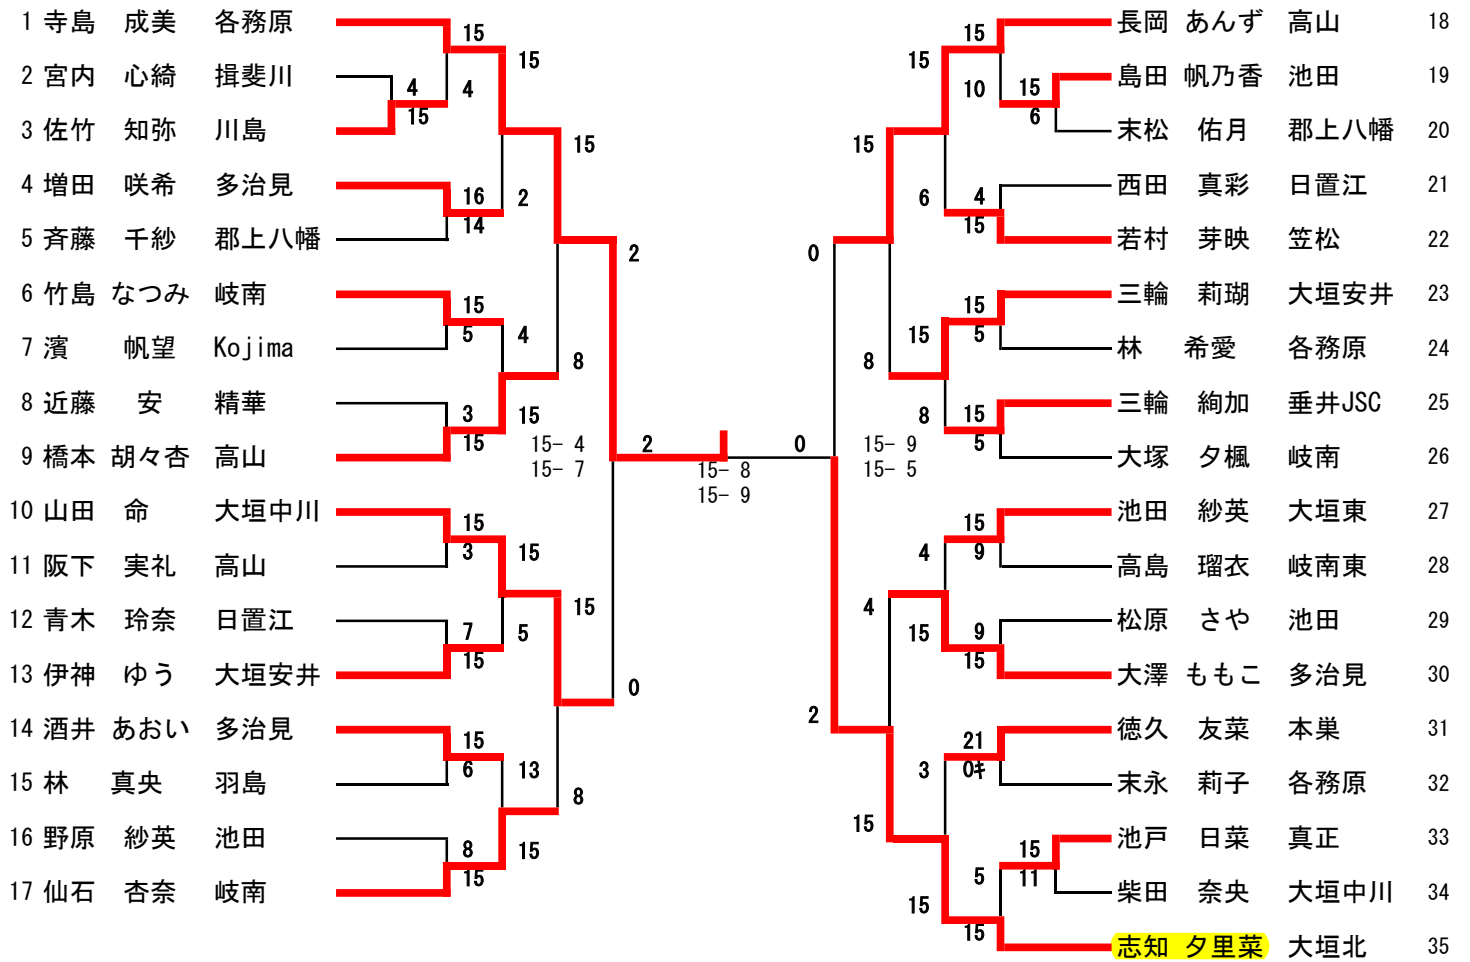 1 寺島 成美 各務原
2 宮内 心綺 揖斐川
3 佐竹 知弥 川島
4 増田 咲希 多治見
5 斉藤 千紗 郡上八幡
6 竹島 なつみ 岐南
7 濱 帆望 Kojima
8 近藤 安 精華
9 橋本 胡々杏 高山
10 山田 命 大垣中川
11 阪下 実礼 高山
12 青木 玲奈 日置江
13 伊神 ゆう 大垣安井
14 酒井 あおい 多治見
15 林 真央 羽島
16 野原 紗英 池田
17 仙石 杏奈 岐南
15
4
15
4
16
14
15
5
3
15
15
3
7
15
15
6
8
15
15
2
4
15
15
5
13
15
15
8
15
8
2
0
15- 4
15- 7
2
15- 8
15- 9
0
15- 9
15- 5
0
2
15
8
4
15
15
6
15
8
4
15
3
15
15
10
15
6
4
15
15
5
15
5
15
9
9
15
21
0キ
15
11
5
15
長岡 あんず 高山 18
島田 帆乃香 池田 19
末松 佑月 郡上八幡 20
西田 真彩 日置江 21
若村 芽映 笠松 22
三輪 莉瑚 大垣安井 23
林 希愛 各務原 24
三輪 絢加 垂井JSC 25
大塚 夕楓 岐南 26
池田 紗英 大垣東 27
高島 瑠衣 岐南東 28
松原 さや 池田 29
大澤 ももこ 多治見 30
徳久 友菜 本巣 31
末永 莉子 各務原 32
池戸 日菜 真正 33
柴田 奈央 大垣中川 34
志知 夕里菜 大垣北 35